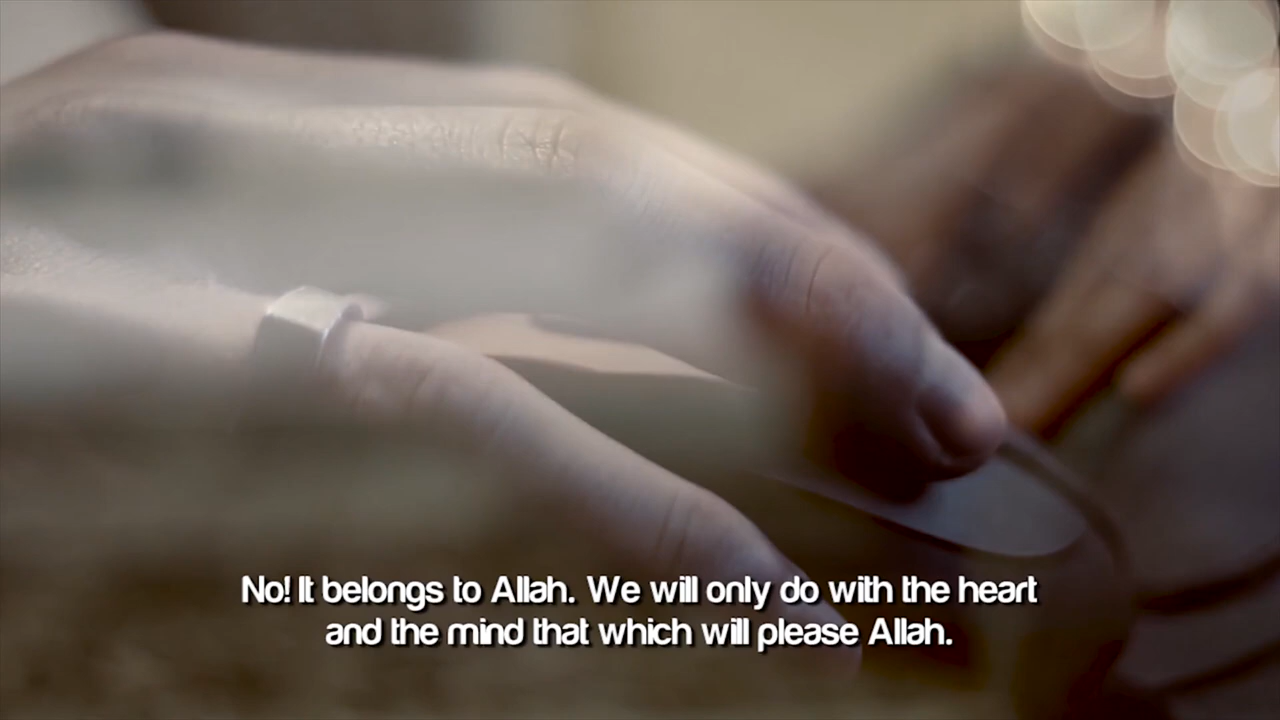 No! It belongs to Allah. We will only do with the heart
and the mind that which will please Allah.